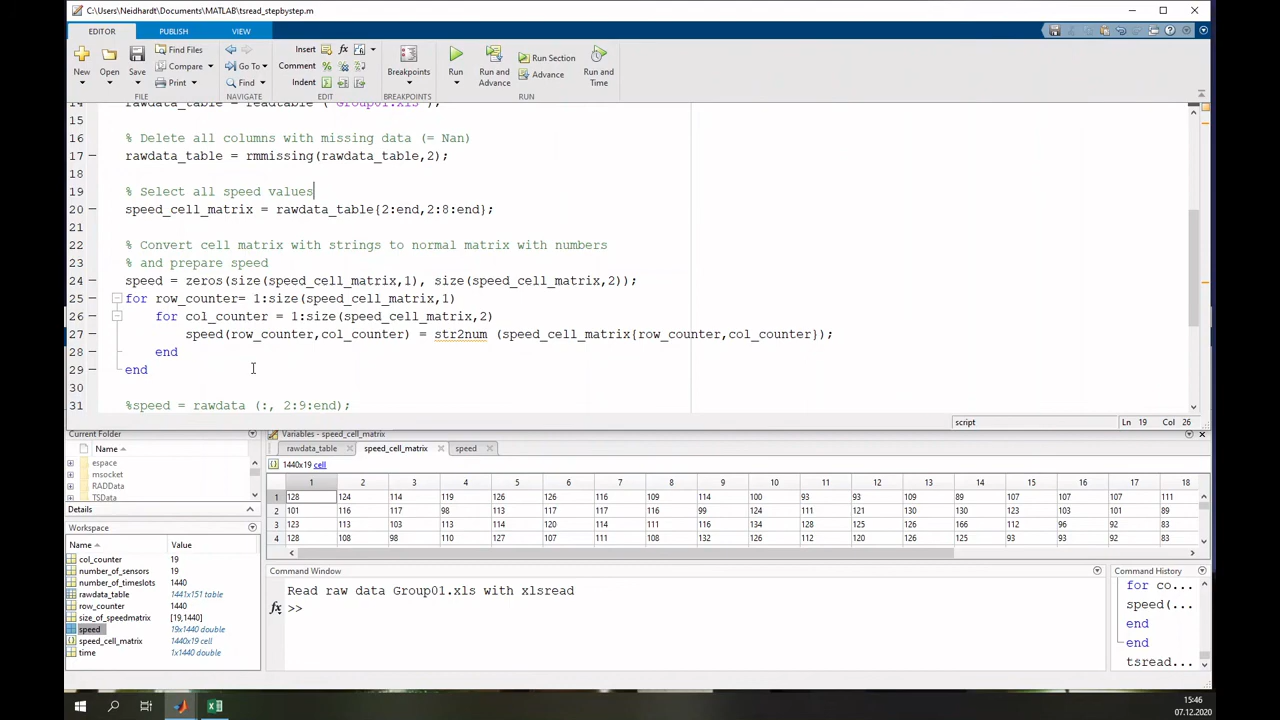 C:\Users\Neidhardt\Documents\MATLAB\tsread_stepbystep.m
EDITOR PUBLISH VIEW
New Open Save Find Files Compare Print Go To Find Insert Comment Indent Breakpoints Run Run and Advance Run Section Advance Run and Time
FILE NAVIGATE EDIT BREAKPOINTS RUN
14 rawdata_table = readtable ('Group01.xls');
15
16 % Delete all columns with missing data (= Nan)
17 rawdata_table = rmmissing(rawdata_table,2);
18
19 % Select all speed values
20 speed_cell_matrix = rawdata_table{2:end,2:8:end};
21
22 % Convert cell matrix with strings to normal matrix with numbers
23 % and prepare speed
24 speed = zeros(size(speed_cell_matrix,1), size(speed_cell_matrix,2));
25 for row_counter= 1:size(speed_cell_matrix,1)
26 for col_counter = 1:size(speed_cell_matrix,2)
27 speed(row_counter,col_counter) = str2num (speed_cell_matrix{row_counter,col_counter});
28 end
29 end
30
31 %speed = rawdata (:, 2:9:end);
script Ln 19 Col 26
Current Folder
Name
espace
msocket
RADData
TSData
Details
Workspace
Name Value
col_counter 19
number_of_sensors 19
number_of_timeslots 1440
rawdata_table 1441x151 table
row_counter 1440
size_of_speedmatrix [19,1440]
speed 19x1440 double
speed_cell_matrix 1440x19 cell
time 1x1440 double
Variables - speed_cell_matrix
rawdata_table speed_cell_matrix speed
1440x19 cell
1 2 3 4 5 6 7 8 9 10 11 12 13 14 15 16 17 18
1 128 124 114 119 126 126 116 109 114 100 93 93 109 89 107 107 107 111
2 101 116 117 98 113 117 117 116 99 124 111 121 130 130 123 103 101 89
3 123 113 103 113 114 120 114 111 116 134 128 125 126 166 112 96 92 83
4 128 108 98 110 127 107 111 108 132 126 112 120 126 125 93 93 92 83
Command Window
Read raw data Group01.xls with xlsread
fx >>
Command History
for co...
speed(...
end
end
tsread...
15:46
07.12.2020